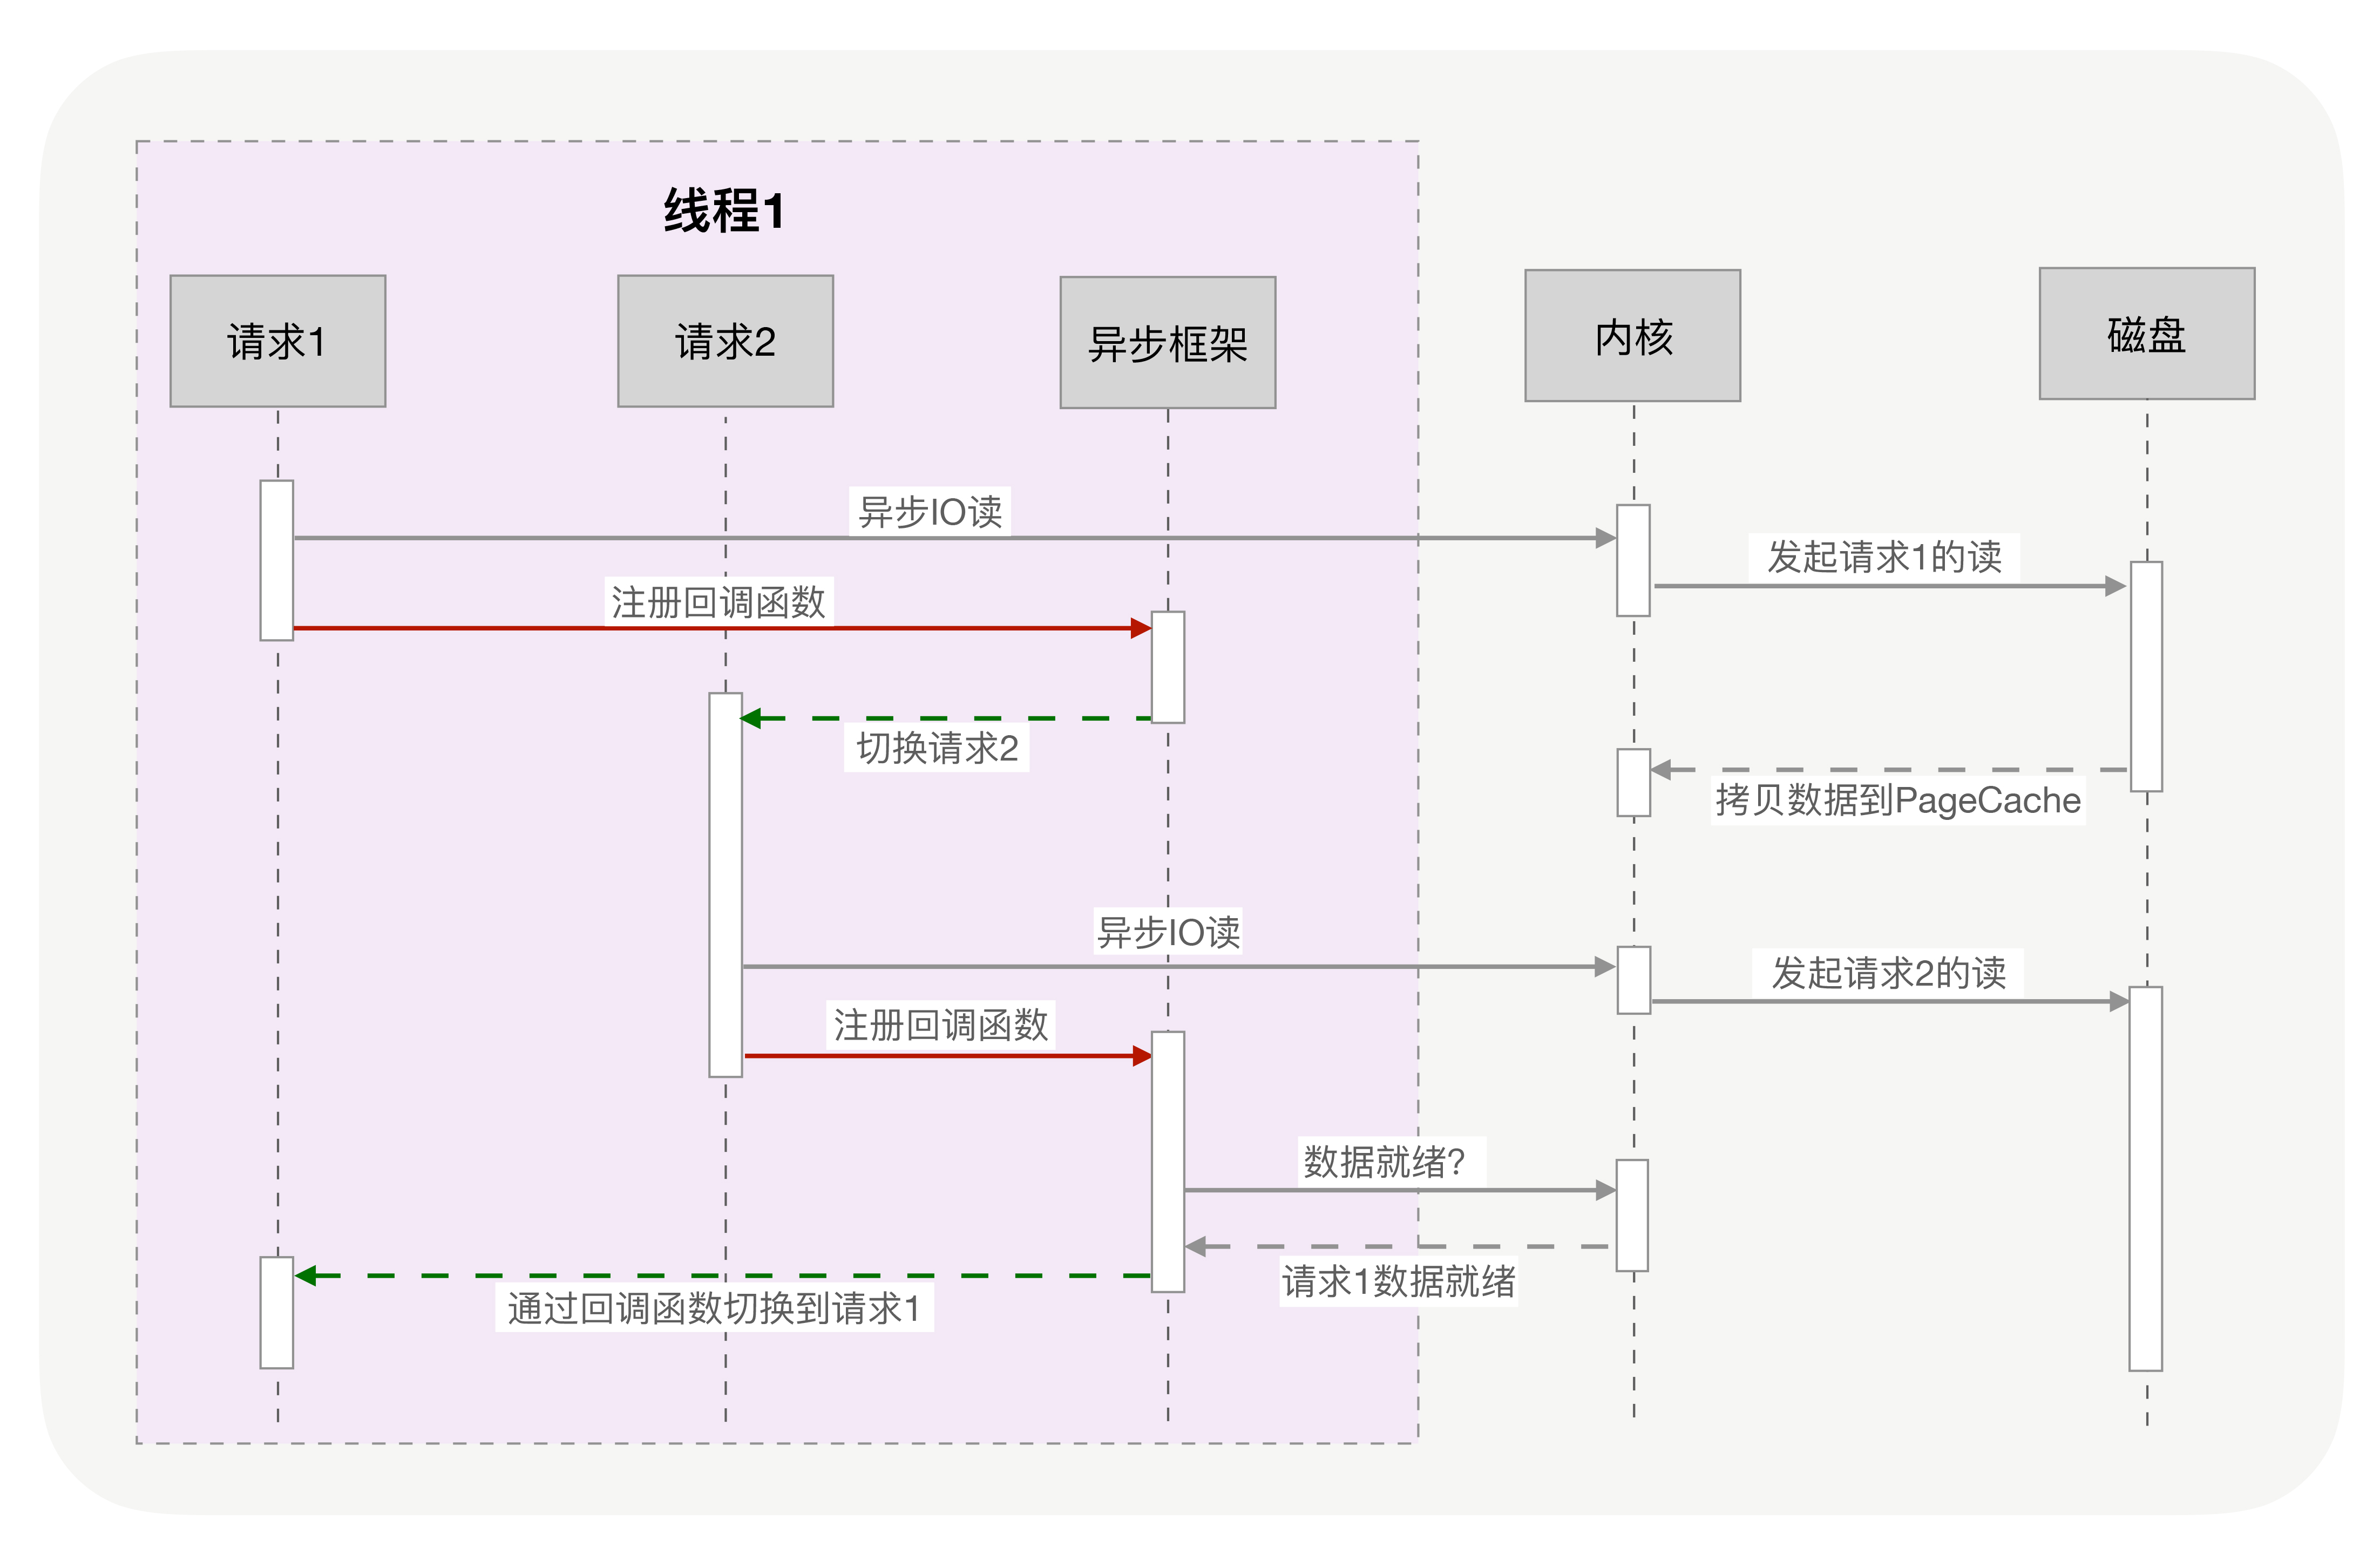 线程1
请求1
请求2
异步框架
内核
磁盘
异步IO读
发起请求1的读
注册回调函数
切换请求2
拷贝数据到PageCache
异步IO读
发起请求2的读
注册回调函数
数据就绪?
请求1数据就绪
通过回调函数切换到请求1